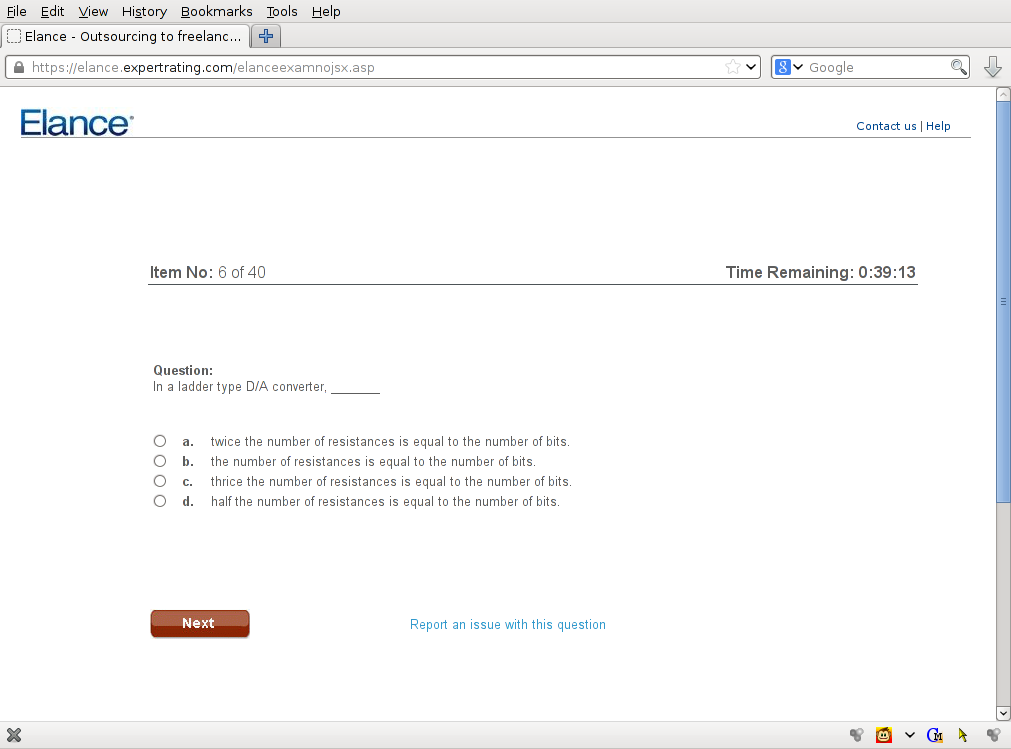 File Edit View History Bookmarks Tools Help
Elance - Outsourcing to freelanc...
https://elance.expertrating.com/elanceexamnojsx.asp
8 Google
Elance
Contact us | Help
Item No: 6 of 40 Time Remaining: 0:39:13
Question:
In a ladder type D/A converter, _______
a. twice the number of resistances is equal to the number of bits.
b. the number of resistances is equal to the number of bits.
c. thrice the number of resistances is equal to the number of bits.
d. half the number of resistances is equal to the number of bits.
Next Report an issue with this question